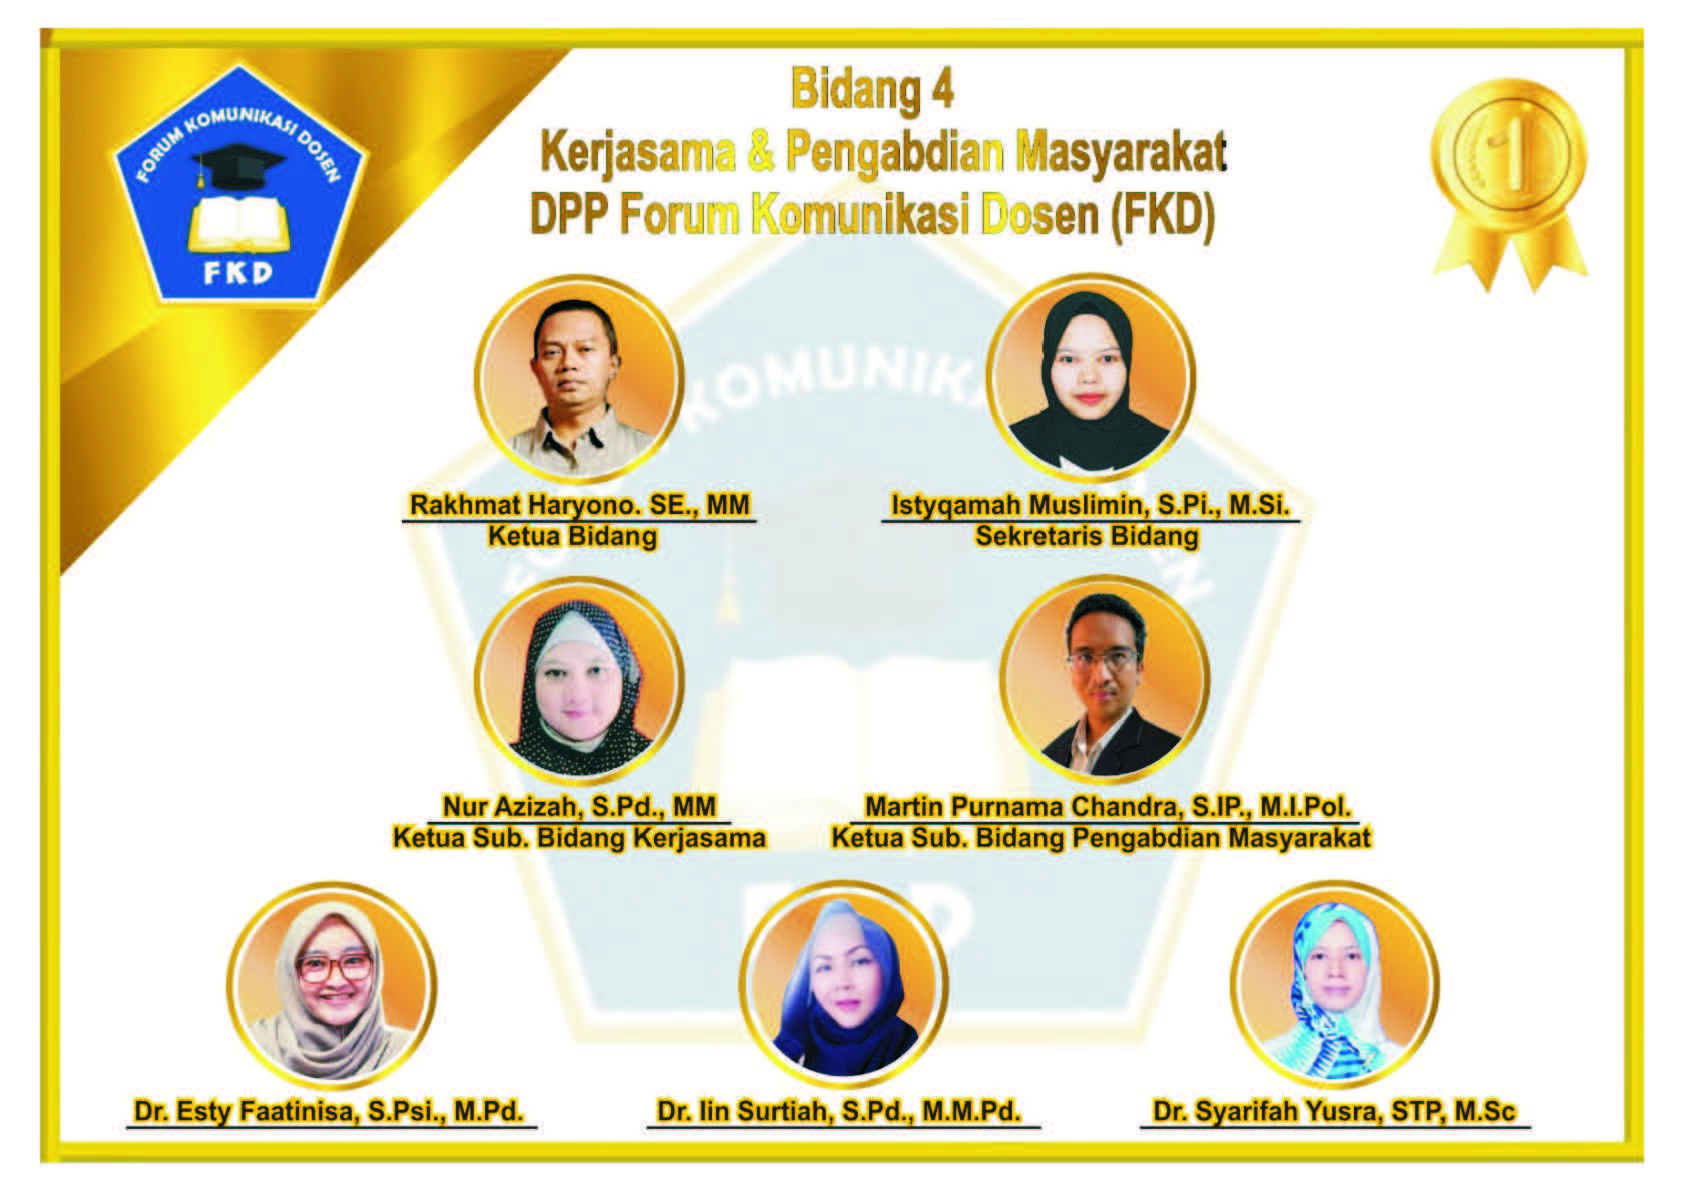 FORUM KOMUNIKASI DOSEN
FKD
Bidang 4
Kerjasama & Pengabdian Masyarakat
DPP Forum Komunikasi Dosen (FKD)
1
Rakhmat Haryono. SE., MM
Ketua Bidang
Istyqamah Muslimin, S.Pi., M.Si.
Sekretaris Bidang
Nur Azizah, S.Pd., MM
Ketua Sub. Bidang Kerjasama
Martin Purnama Chandra, S.IP., M.I.Pol.
Ketua Sub. Bidang Pengabdian Masyarakat
Dr. Esty Faatinisa, S.Psi., M.Pd.
Dr. Iin Surtiah, S.Pd., M.M.Pd.
Dr. Syarifah Yusra, STP, M.Sc